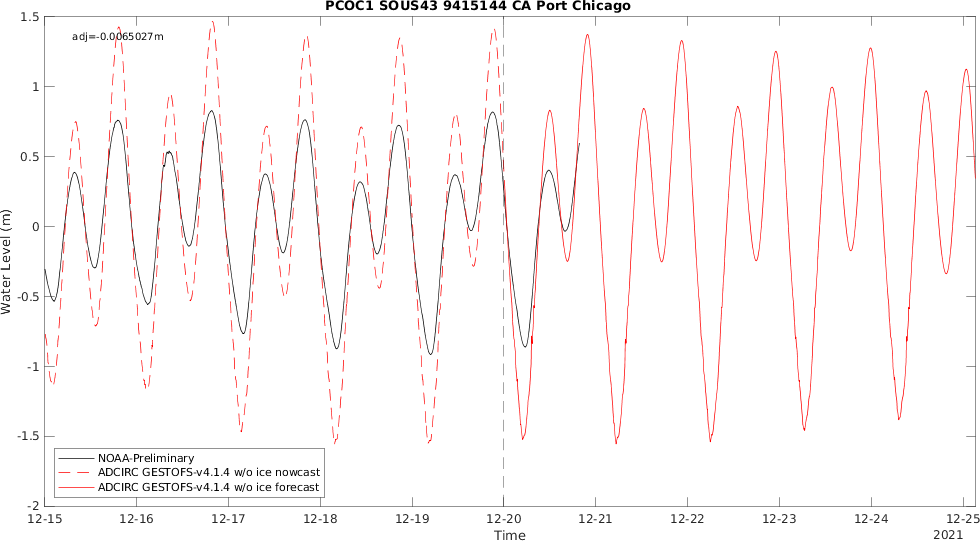 PCOC1 SOUS43 9415144 CA Port Chicago
1.5
adj=-0.0065027m
1
0.5
0
Water Level (m)
-0.5
-1
-1.5
NOAA-Preliminary
ADCIRC GESTOFS-v4.1.4 w/o ice nowcast
ADCIRC GESTOFS-v4.1.4 w/o ice forecast
-2
12-15 12-16 12-17 12-18 12-19 12-20 12-21 12-22 12-23 12-24 12-25
Time
2021